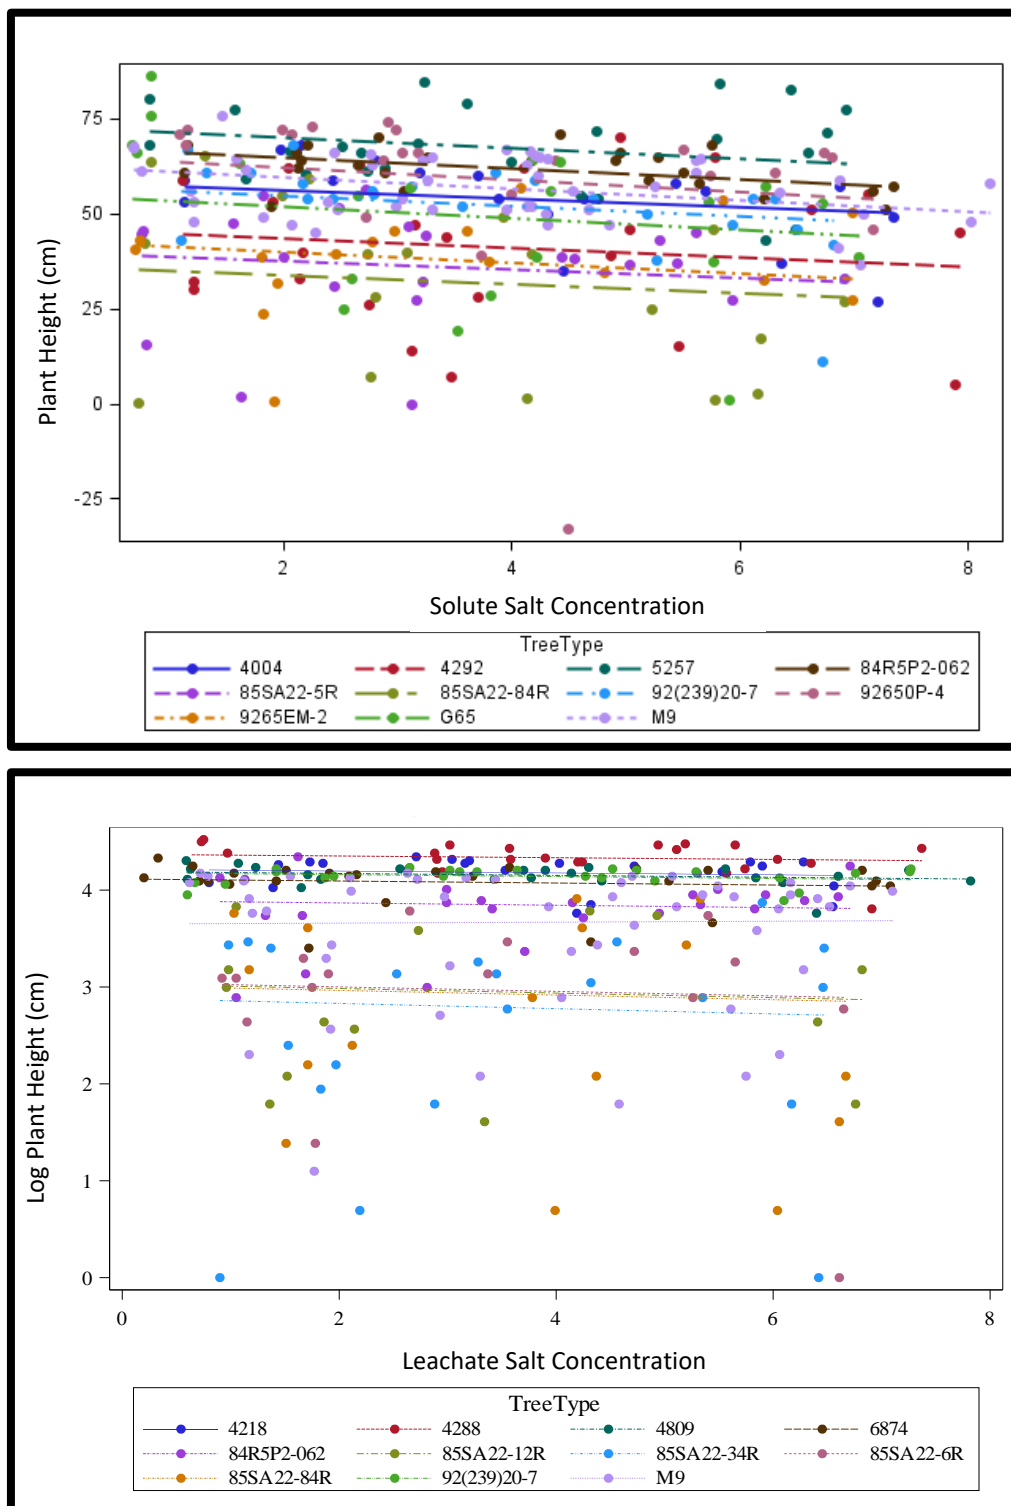 75
50
25
0
-25
Plant Height (cm)
2 4 6 8
Solute Salt Concentration
TreeType
4004 4292 5257 84R5P2-062
85SA22-5R 85SA22-84R 92(239)20-7 92650P-4
9265EM-2 G65 M9
4
3
2
1
0
Log Plant Height (cm)
0 2 4 6 8
Leachate Salt Concentration
TreeType
4218 4288 4809 6874
84R5P2-062 85SA22-12R 85SA22-34R 85SA22-6R
85SA22-84R 92(239)20-7 M9